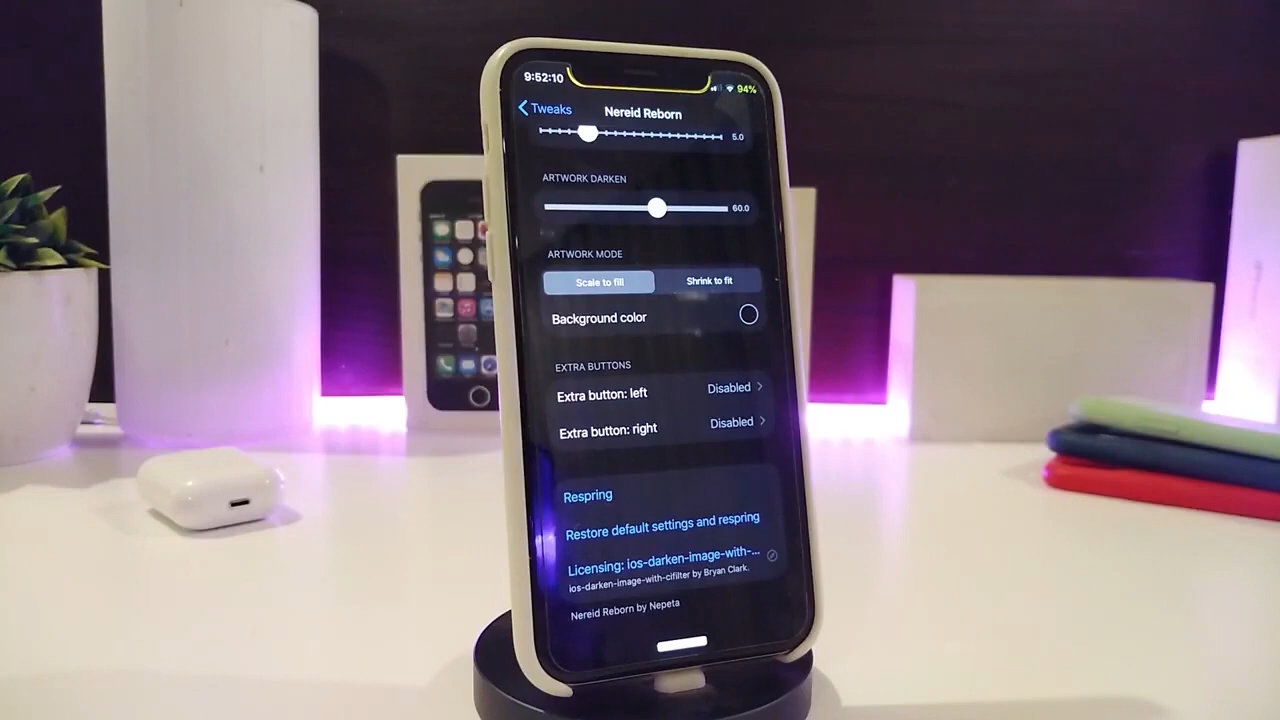 9:52:10
94%
Tweaks
Nereid Reborn
5.0
ARTWORK DARKEN
60.0
ARTWORK MODE
Scale to fill Shrink to fit
Background color
EXTRA BUTTONS
Extra button: left Disabled
Extra button: right Disabled
Respring
Restore default settings and respring
Licensing: ios-darken-image-with-...
ios-darken-image-with-cifilter by Bryan Clark.
Nereid Reborn by Nepeta